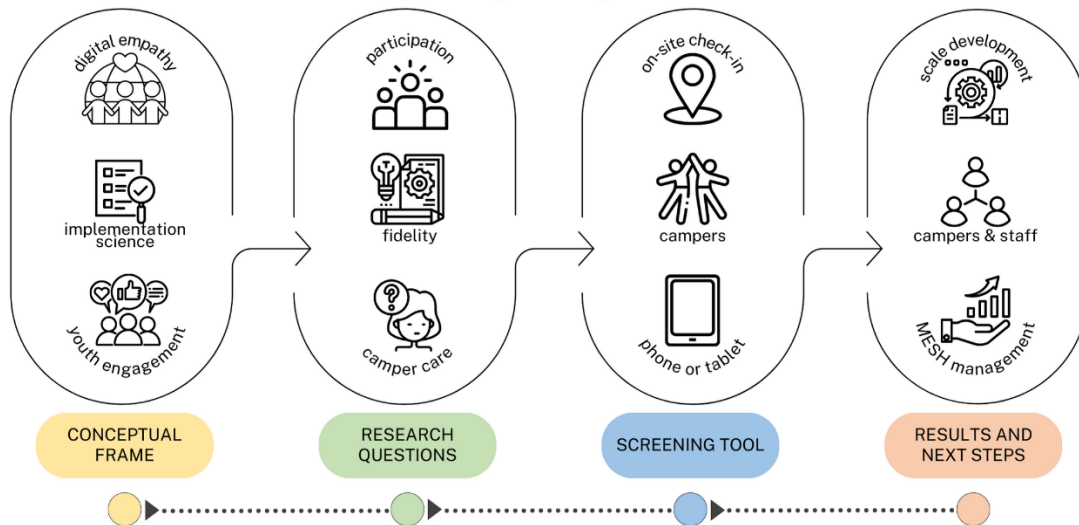 digital empathy
implementation
science
youth engagement
participation
fidelity
camper care
on-site check-in
campers
phone or tablet
scale development
campers & staff
MESH management
CONCEPTUAL
FRAME
RESEARCH
QUESTIONS
SCREENING TOOL
RESULTS AND
NEXT STEPS